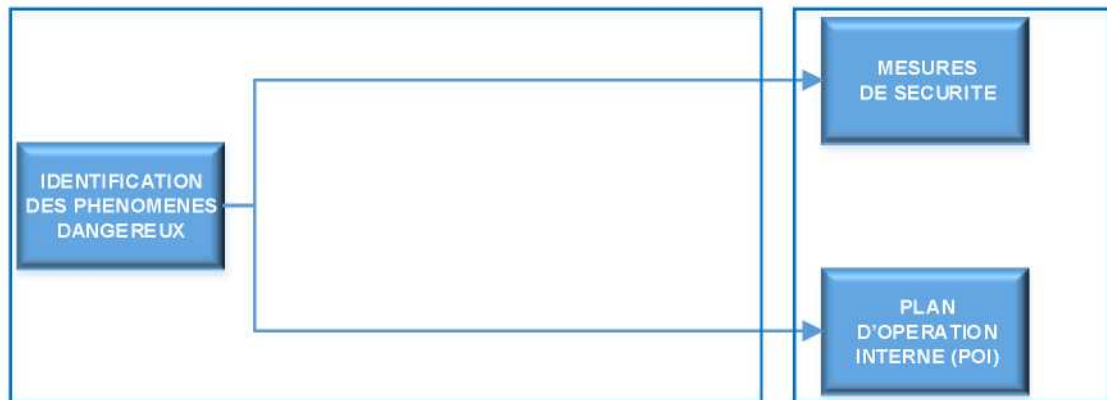 IDENTIFICATION
DES PHENOMENES
DANGEREUX
MESURES
DE SECURITE
PLAN
D'OPERATION
INTERNE (POI)